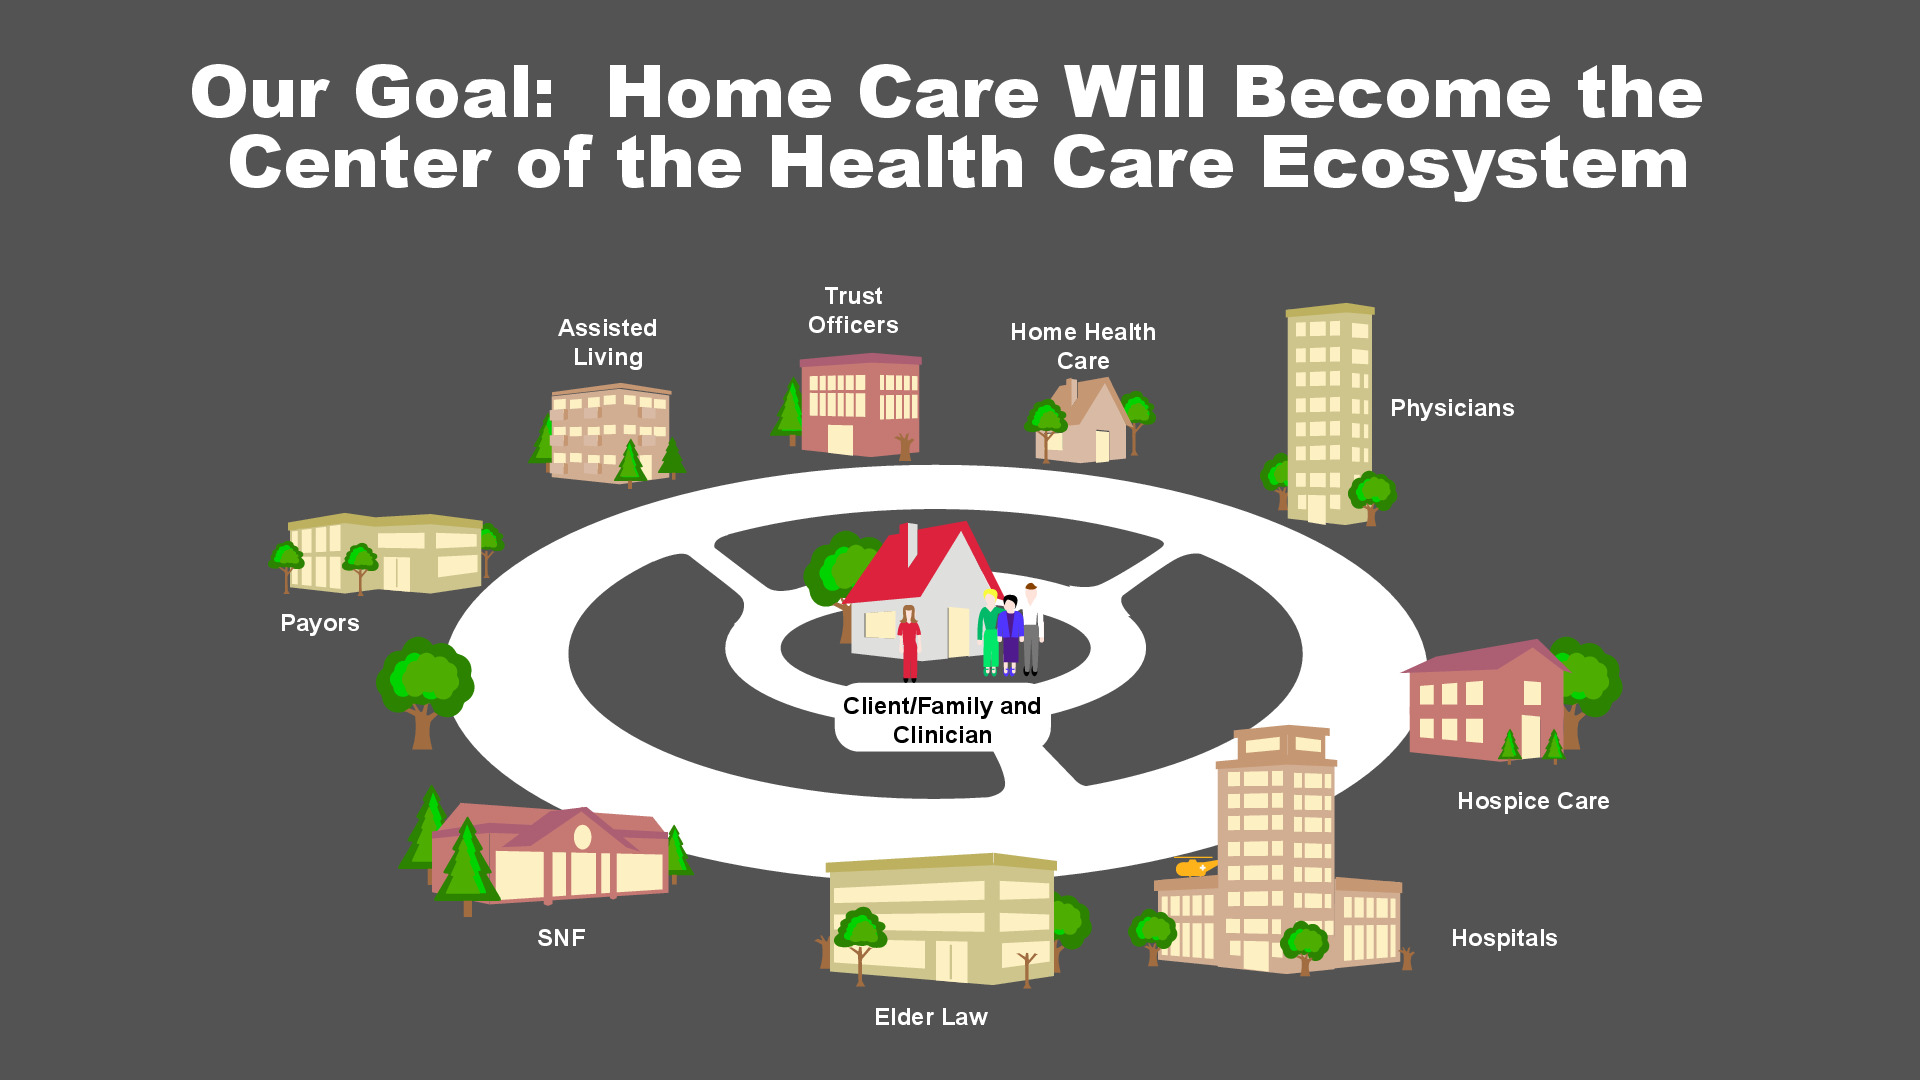 Our Goal:  Home Care Will Become the
Center of the Health Care Ecosystem
Trust
Officers
Assisted
Living
Home Health
Care
Physicians
Payors
Client/Family and
Clinician
Hospice Care
SNF
Hospitals
Elder Law